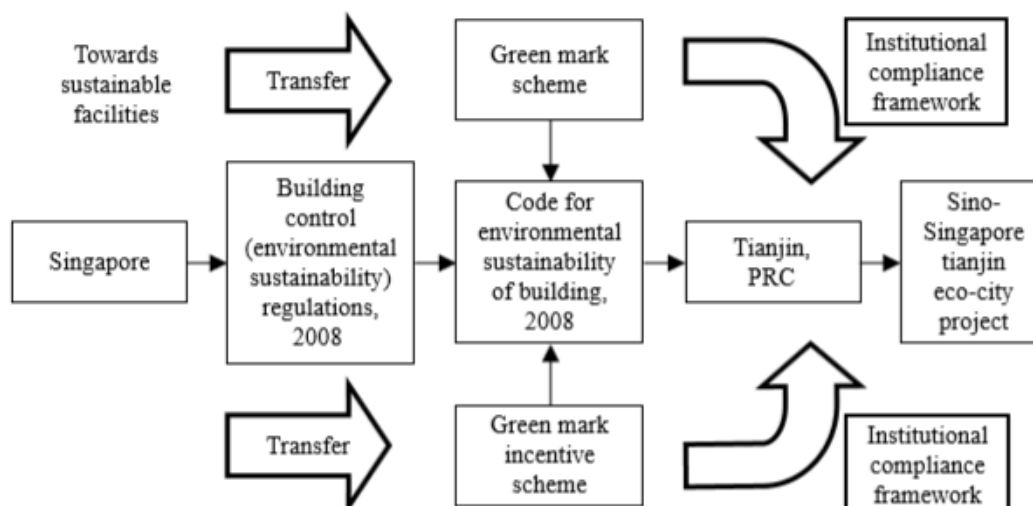 Towards
sustainable
facilities
Transfer
Green mark
scheme
Institutional
compliance
framework
Singapore
Building
control
(environmental
sustainability)
regulations,
2008
Code for
environmental
sustainability
of building,
2008
Tianjin,
PRC
Sino-
Singapore
tianjin
eco-city
project
Transfer
Green mark
incentive
scheme
Institutional
compliance
framework